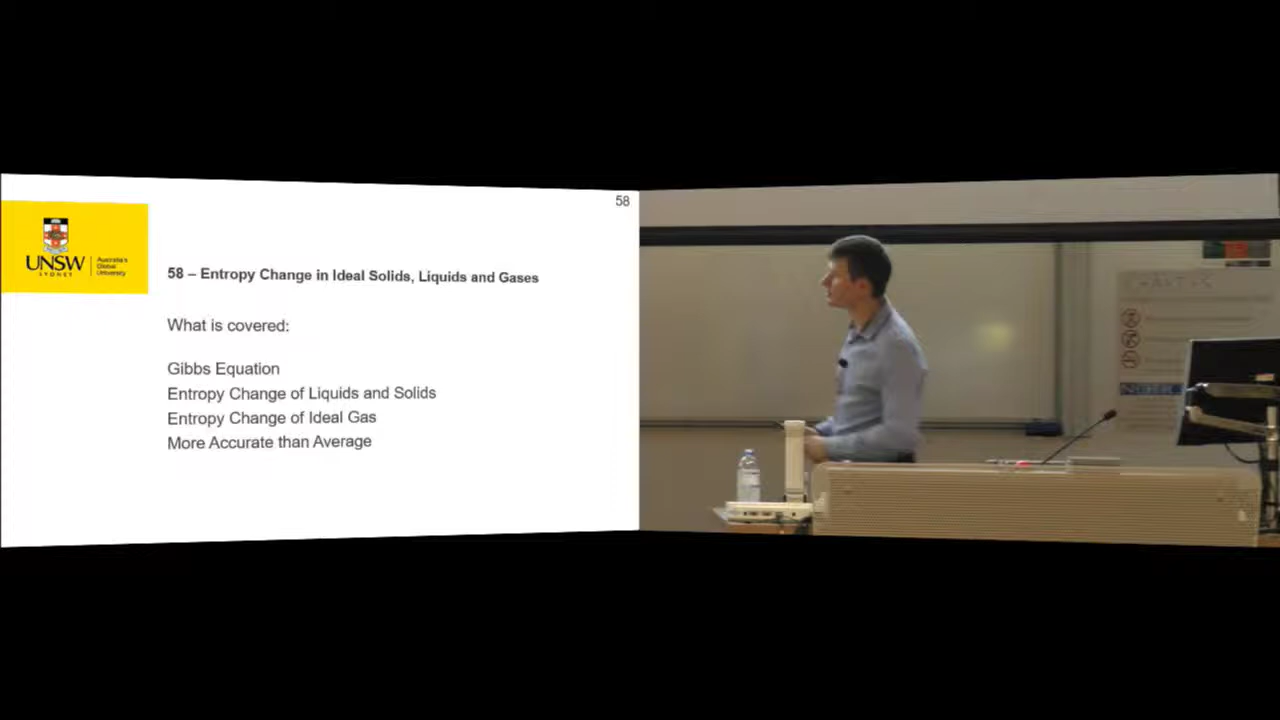 58
UNSW
SYDNEY
Australia's
Global
University
58 – Entropy Change in Ideal Solids, Liquids and Gases
What is covered:
Gibbs Equation
Entropy Change of Liquids and Solids
Entropy Change of Ideal Gas
More Accurate than Average